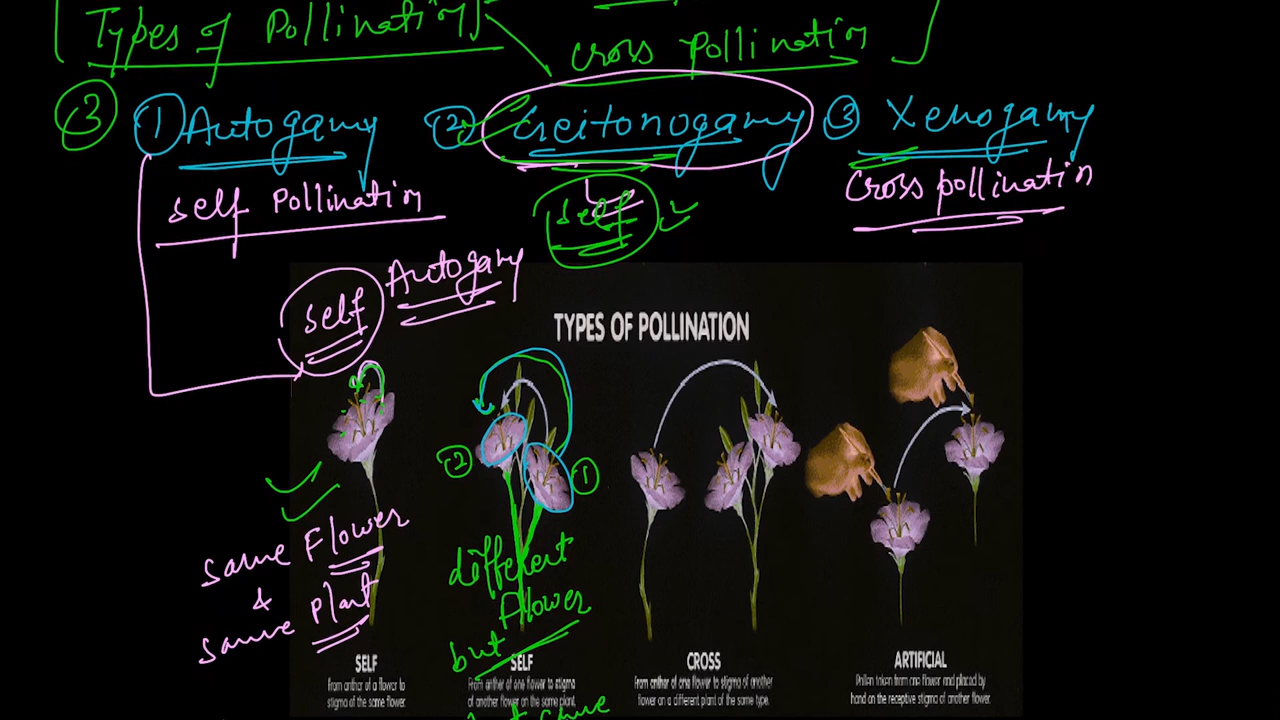 Types of Pollination
cross pollination
3 1 Autogamy 2 Geitonogamy 3 Xenogamy
self Pollination
self
cross pollination
self Autogamy
TYPES OF POLLINATION
2 1
same Flower
&
same Plant
different
Flower
but
SELF
From anther of a flower to
stigma of the same flower.
SELF
From anther of one flower to stigma
of another flower on the same plant.
CROSS
From anther of one flower to stigma of another
flower on a different plant of the same type.
ARTIFICIAL
Pollen taken from one flower and placed by
hand on the receptive stigma of another flower.